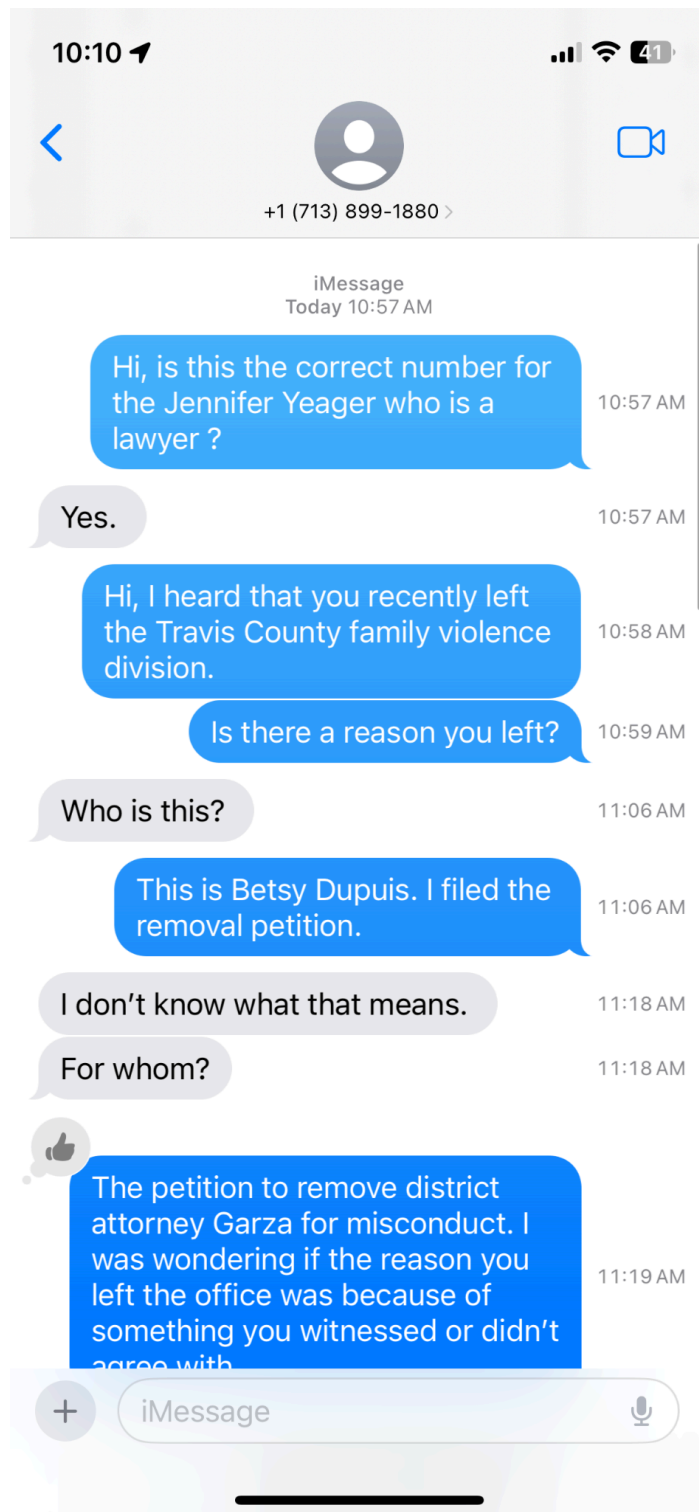 10:10
41
+1 (713) 899-1880
iMessage
Today 10:57 AM
Hi, is this the correct number for
the Jennifer Yeager who is a
lawyer ?
10:57 AM
Yes.
10:57 AM
Hi, I heard that you recently left
the Travis County family violence
division.
10:58 AM
Is there a reason you left?
10:59 AM
Who is this?
11:06 AM
This is Betsy Dupuis. I filed the
removal petition.
11:06 AM
I don’t know what that means.
11:18 AM
For whom?
11:18 AM
The petition to remove district
attorney Garza for misconduct. I
was wondering if the reason you
left the office was because of
something you witnessed or didn’t
agree with
11:19 AM
iMessage